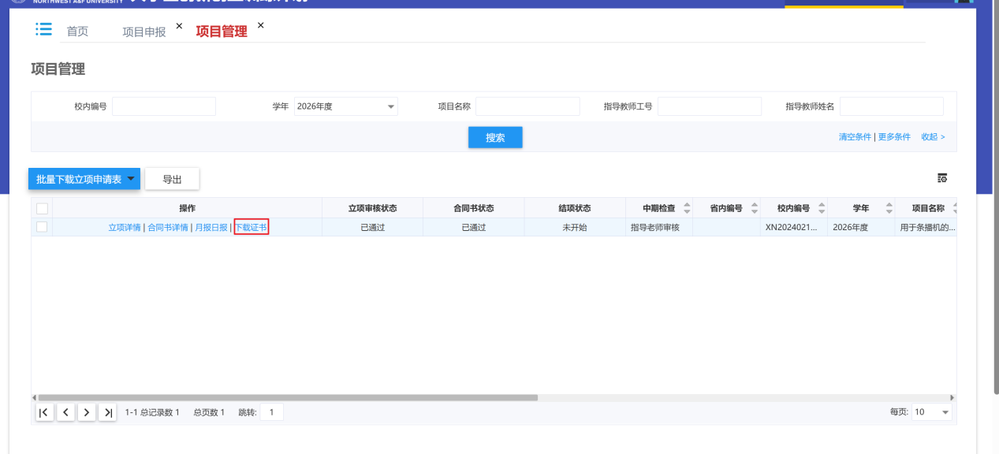 NORTHWEST A&F UNIVERSITY
首页 项目申报 × 项目管理 ×
项目管理
校内编号 学年 2026年度 项目名称 指导教师工号 指导教师姓名
搜索 清空条件 | 更多条件 收起 >
批量下载立项申请表 导出
操作 立项审核状态 合同书状态 结项状态 中期检查 省内编号 校内编号 学年 项目名称
立项详情 | 合同书详情 | 月报日报 | 下载证书 已通过 已通过 未开始 指导老师审核 XN2024021... 2026年度 用于条播机的...
1-1 总记录数 1 总页数 1 跳转: 1 每页: 10